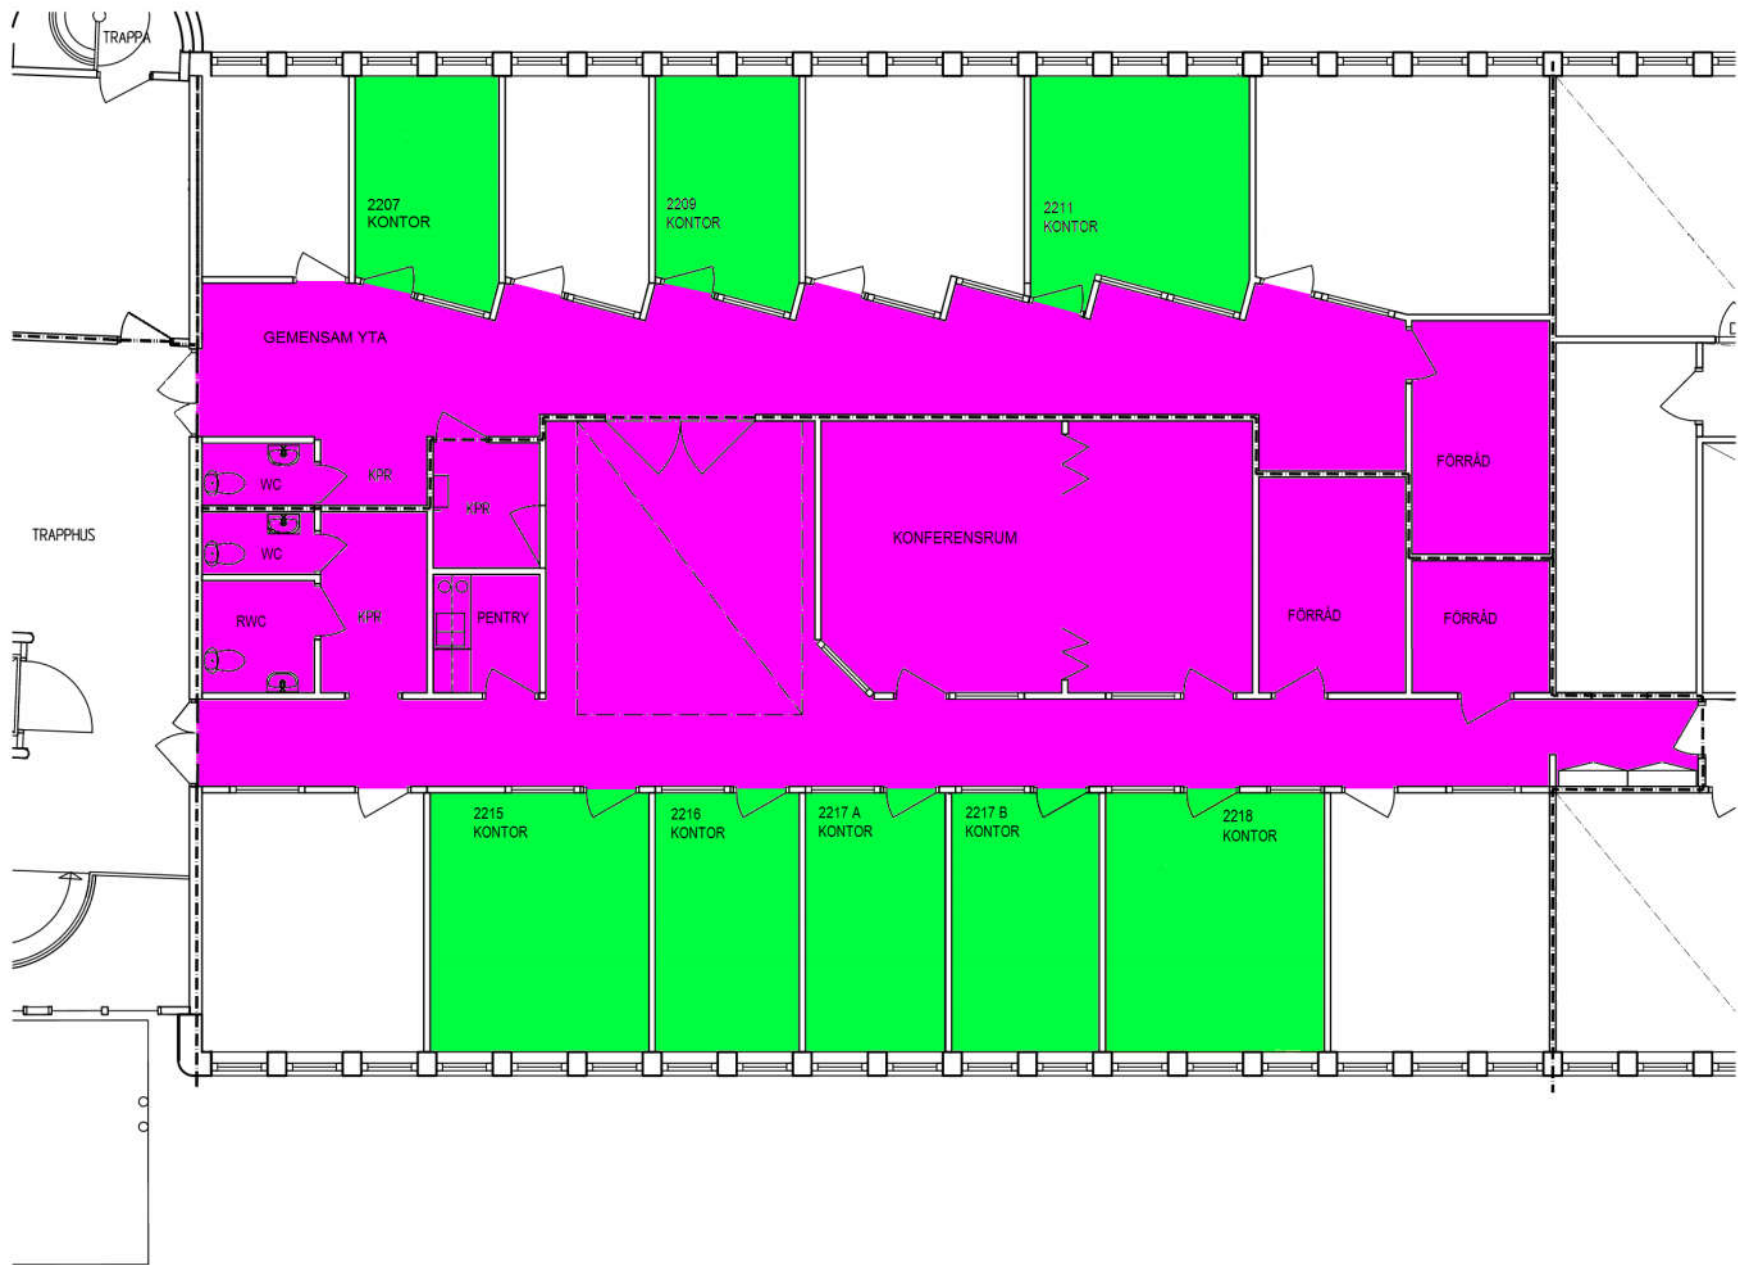 TRAPPA
2207
KONTOR
2209
KONTOR
2211
KONTOR
GEMENSAM YTA
WC
KPR
FÖRRÅD
KPR
TRAPPHUS
WC
KONFERENSRUM
RWC
KPR
PENTRY
FÖRRÅD
FÖRRÅD
2215
KONTOR
2216
KONTOR
2217 A
KONTOR
2217 B
KONTOR
2218
KONTOR